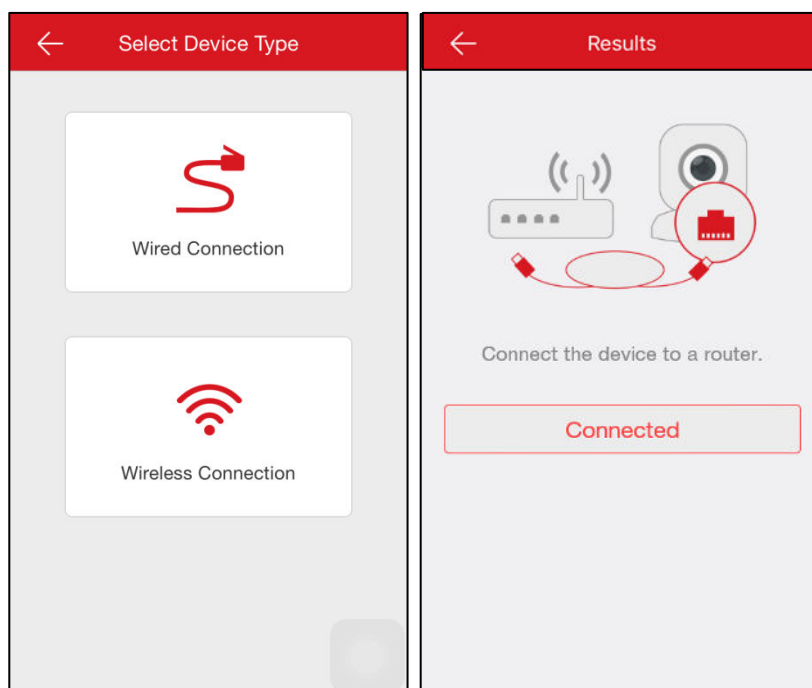 Select Device Type
Wired Connection
Wireless Connection
Results
Connect the device to a router.
Connected